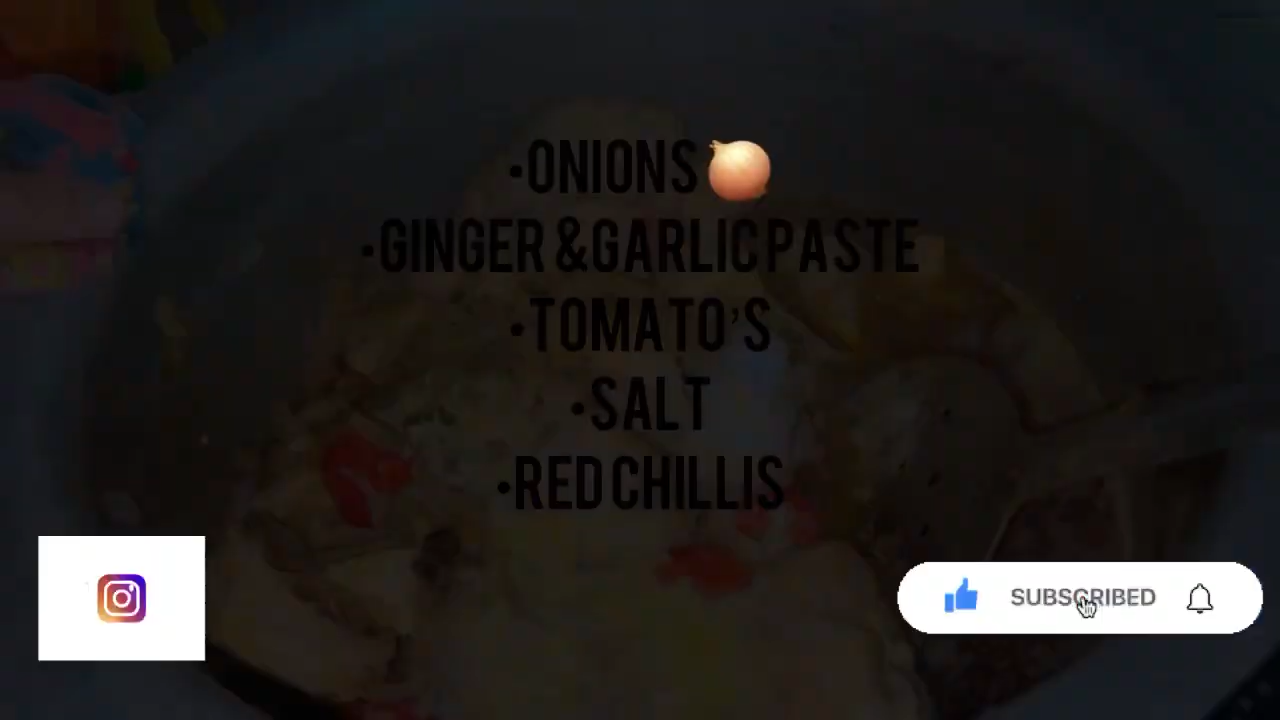 •ONIONS 🧅
•GINGER &GARLIC PASTE
•TOMATO’S
•SALT
•RED CHILLIS
SUBSCRIBED